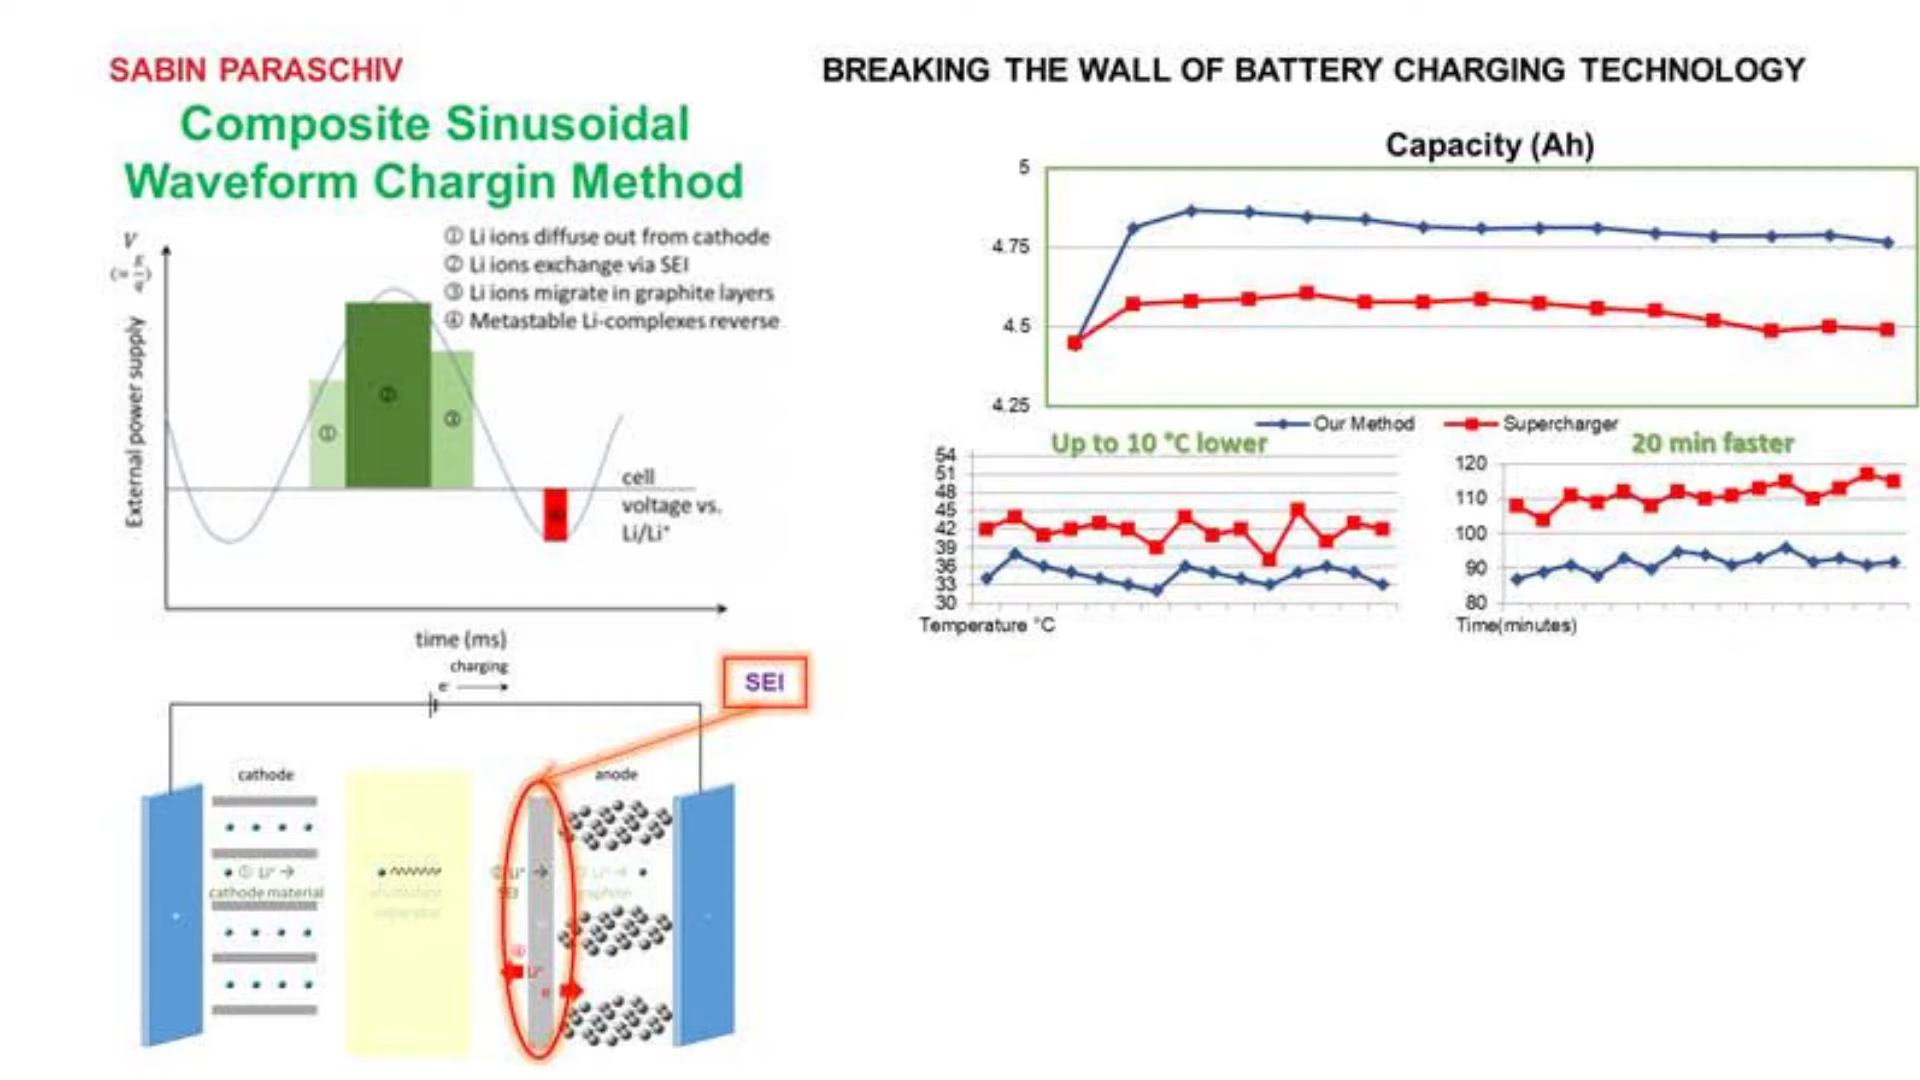 SABIN PARASCHIV
BREAKING THE WALL OF BATTERY CHARGING TECHNOLOGY
Composite Sinusoidal
Waveform Chargin Method
① Li ions diffuse out from cathode
② Li ions exchange via SEI
③ Li ions migrate in graphite layers
④ Metastable Li-complexes reverse
V
External power supply
①
②
③
cell
voltage vs.
Li/Li⁺
time (ms)
Capacity (Ah)
5
4.75
4.5
4.25
Our Method
Supercharger
Up to 10 °C lower
54
51
48
45
42
39
36
33
30
Temperature °C
20 min faster
120
110
100
90
80
Time(minutes)
charging
e
SEI
cathode
anode
① Li⁺ →
cathode material
Li⁺ →
SEI
④
Li⁺
e